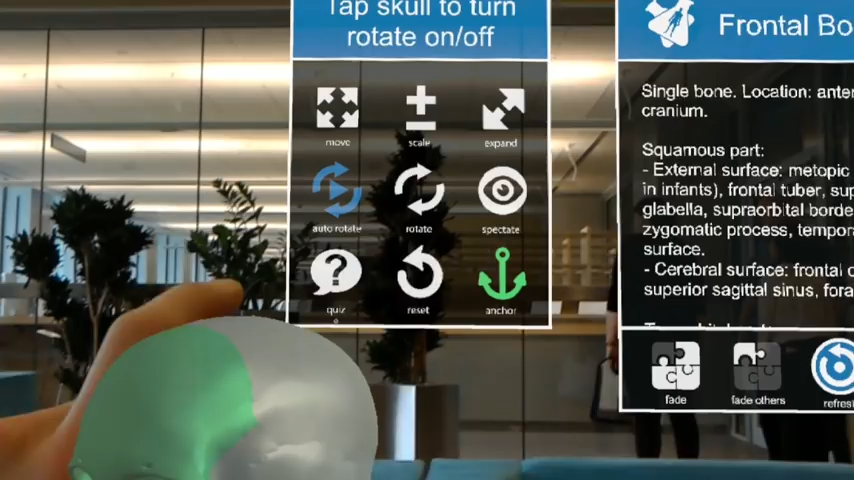 Tap skull to turn
rotate on/off
move
scale
expand
auto rotate
rotate
spectate
quiz
reset
anchor
Frontal Bo
Single bone. Location: anter
cranium.
Squamous part:
- External surface: metopic
in infants), frontal tuber, sup
glabella, supraorbital borde
zygomatic process, tempora
surface.
- Cerebral surface: frontal c
superior sagittal sinus, fora
fade
fade others
refres